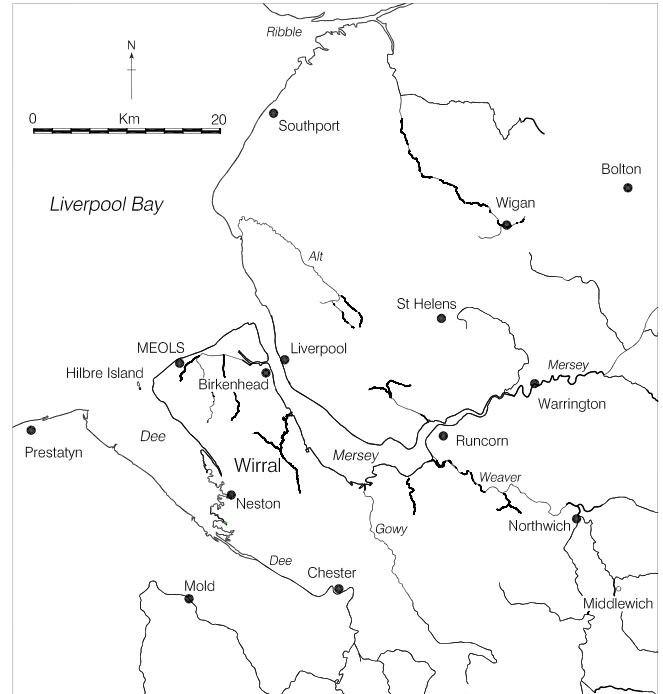 Ribble
N
0 Km 20
Southport
Bolton
Liverpool Bay
Wigan
Alt
St Helens
MEOLS
Liverpool
Hilbre Island
Birkenhead
Mersey
Warrington
Dee
Prestatyn
Runcorn
Wirral
Mersey
Weaver
Neston
Northwich
Gowy
Dee
Chester
Mold
Middlewich